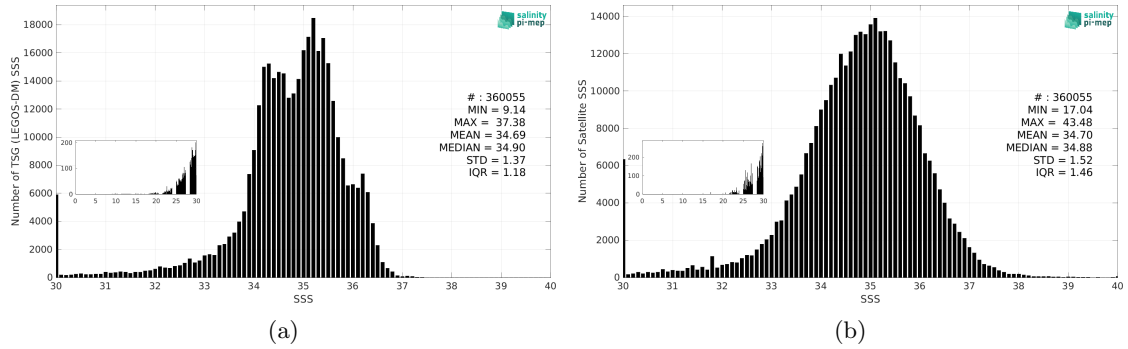 salinity
pi-mep
Number of TSG (LEGOS-DM) SSS
18000
16000
14000
12000
10000
8000
6000
4000
2000
0
# : 360055
MIN = 9.14
MAX = 37.38
MEAN = 34.69
MEDIAN = 34.90
STD = 1.37
IQR = 1.18
200
100
0
0 5 10 15 20 25 30
30 31 32 33 34 35 36 37 38 39 40
SSS
(a)
salinity
pi-mep
Number of Satellite SSS
14000
12000
10000
8000
6000
4000
2000
0
# : 360055
MIN = 17.04
MAX = 43.48
MEAN = 34.70
MEDIAN = 34.88
STD = 1.52
IQR = 1.46
200
100
0
0 5 10 15 20 25 30
30 31 32 33 34 35 36 37 38 39 40
SSS
(b)